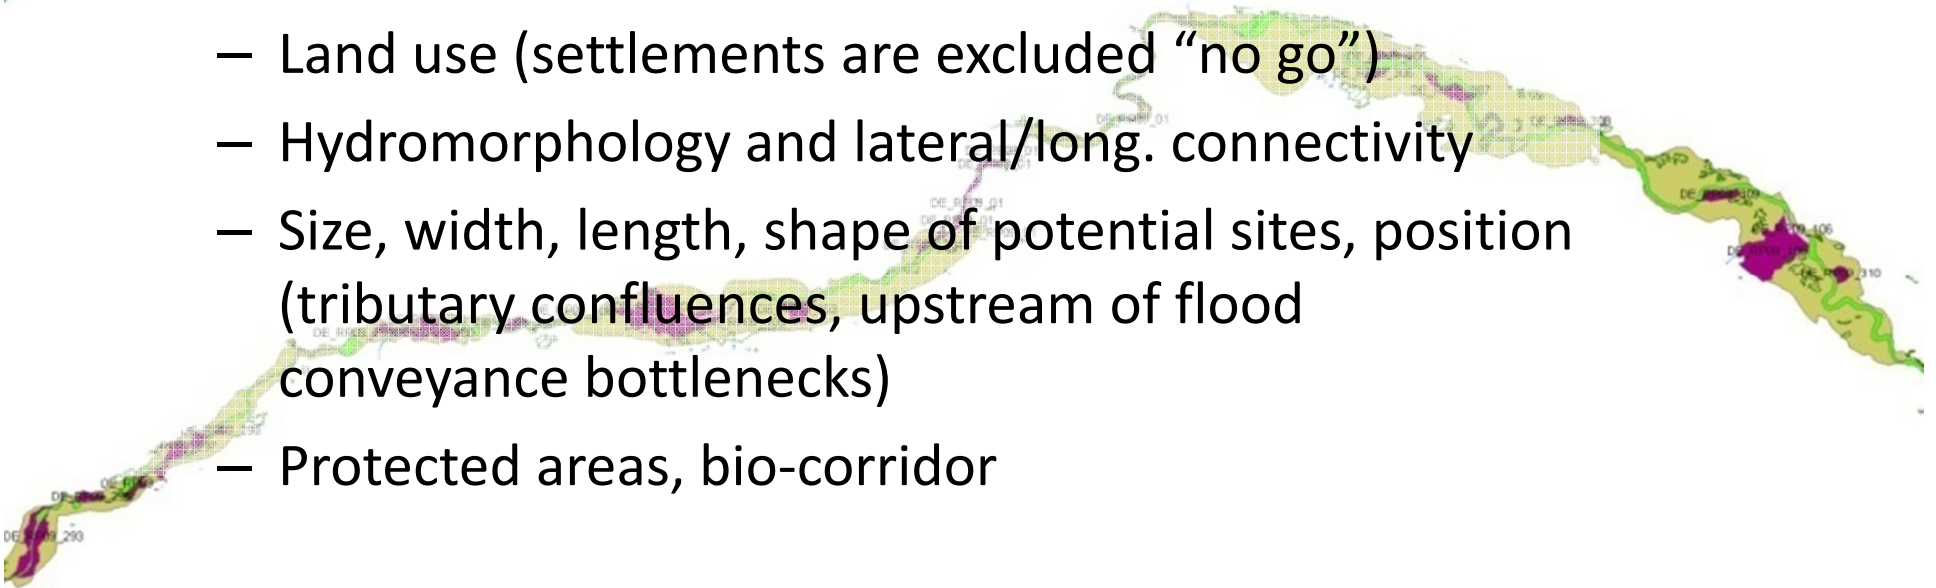 – Land use (settlements are excluded “no go”)
– Hydromorphology and lateral/long. connectivity
– Size, width, length, shape of potential sites, position
(tributary confluences, upstream of flood
conveyance bottlenecks)
– Protected areas, bio-corridor